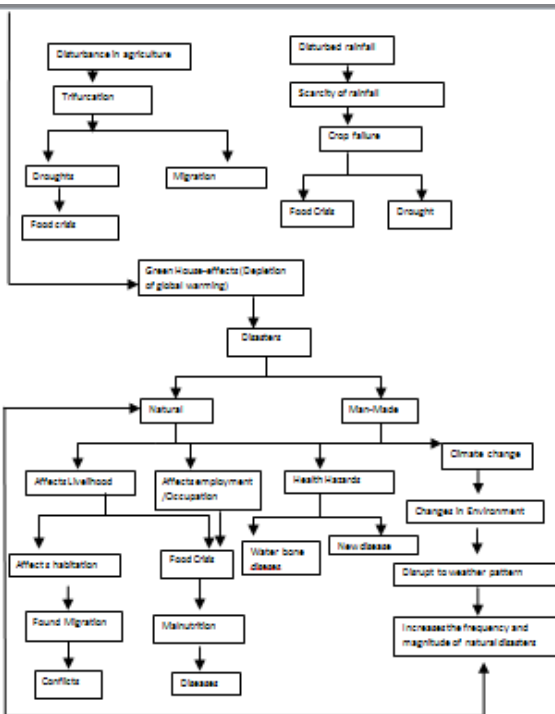 Disturbance in agriculture
Disturbed rainfall
Trifurcation
Scarcity of rainfall
Crop failure
Droughts
Migration
Food crisis
Food Crisis
Drought
Green House-effects (Depletion
of global warming)
Disasters
Natural
Man-Made
Climate change
Affects Livelihood
Affects employment
/Occupation
Health Hazards
Changes in Environment
Affects habitation
Food Crisis
Water bone
diseses
New disease
Disrupt to weather pattern
Found Migration
Malnutrition
Increases the frequency and
magnitude of natural disasters
Conflicts
Diseases